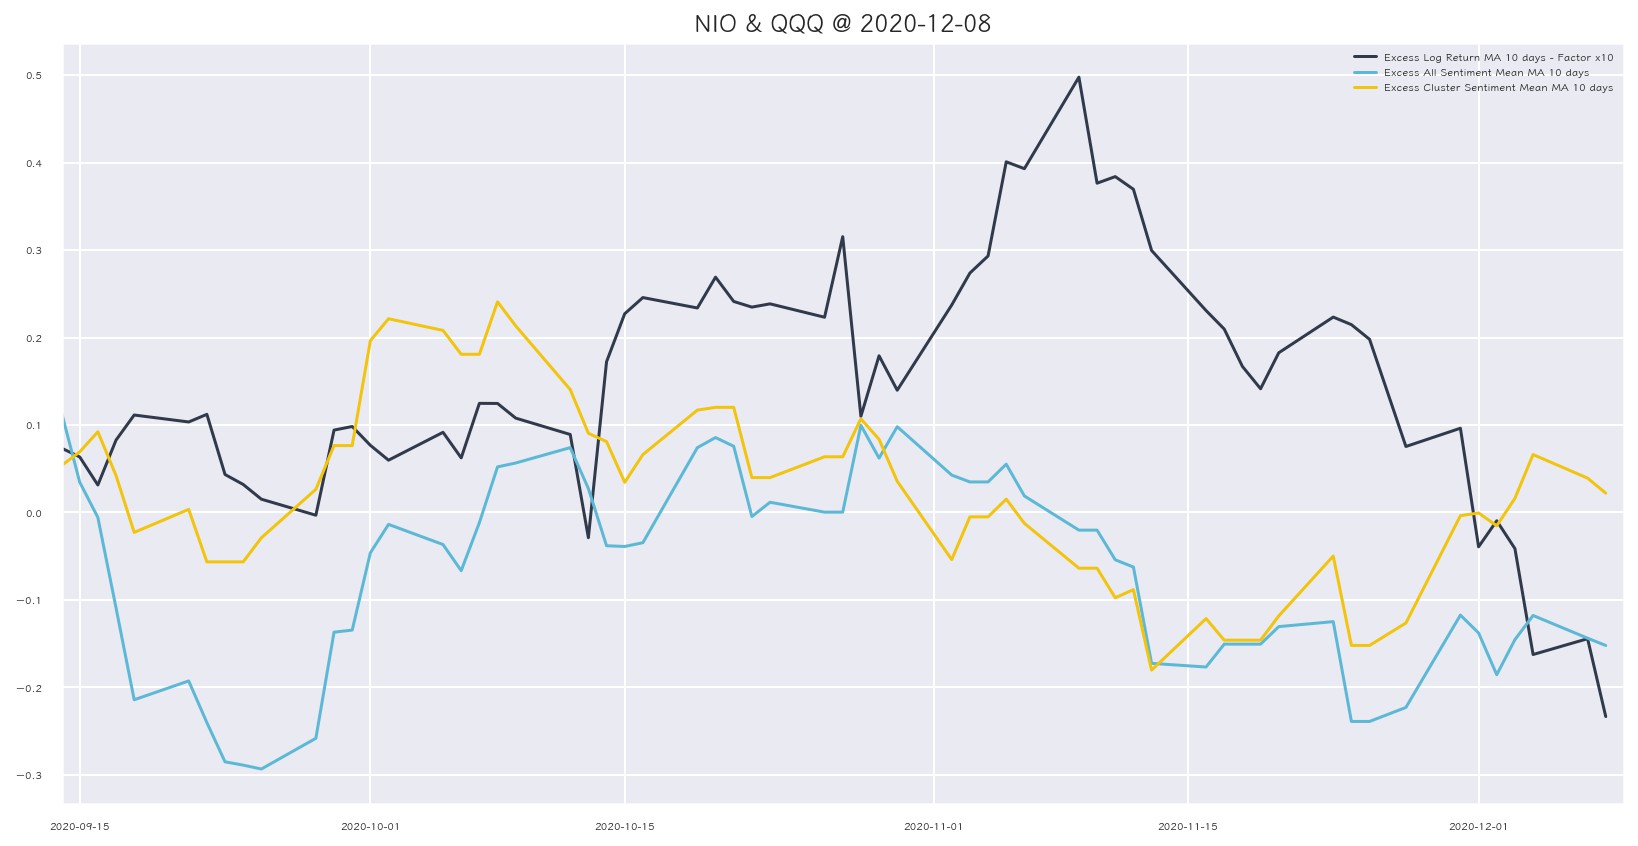 NIO & QQQ @ 2020-12-08
Excess Log Return MA 10 days - Factor x10
Excess All Sentiment Mean MA 10 days
Excess Cluster Sentiment Mean MA 10 days
0.5
0.4
0.3
0.2
0.1
0.0
−0.1
−0.2
−0.3
2020-09-15 2020-10-01 2020-10-15 2020-11-01 2020-11-15 2020-12-01